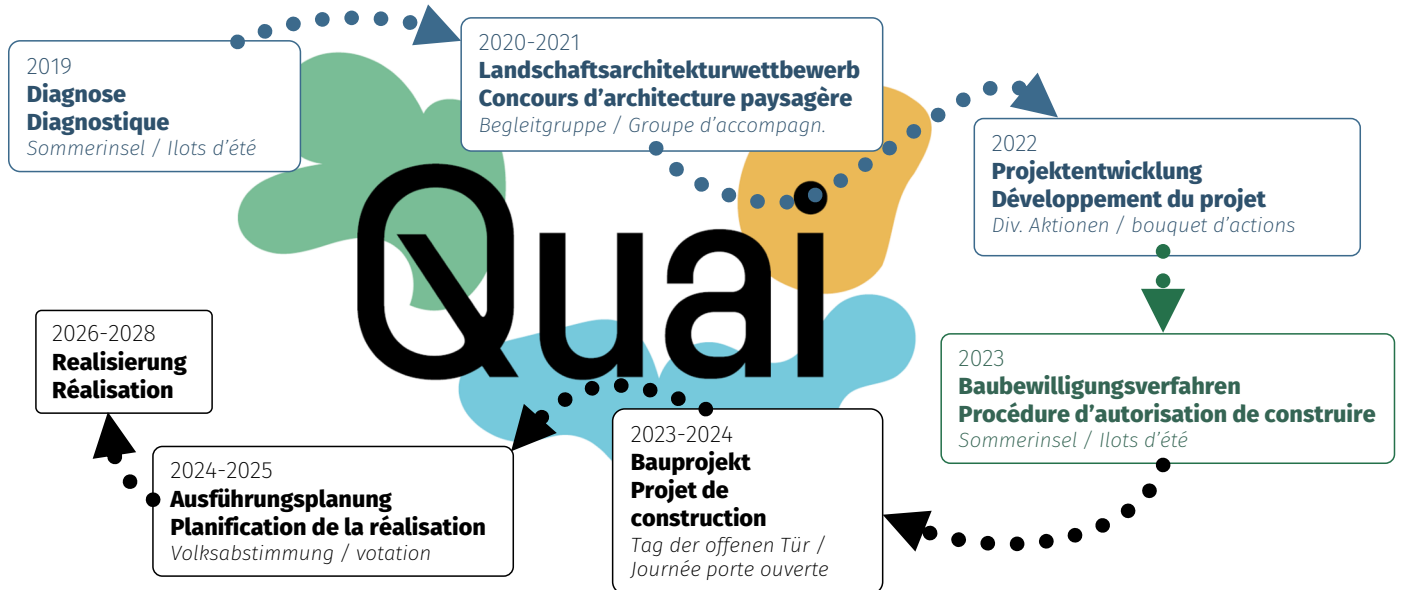 2019
Diagnose
Diagnostique
Sommerinsel / Ilots d’été
2020-2021
Landschaftsarchitekturwettbewerb
Concours d’architecture paysagère
Begleitgruppe / Groupe d’accompagn.
2022
Projektentwicklung
Développement du projet
Div. Aktionen / bouquet d’actions
Quai
2023
Baubewilligungsverfahren
Procédure d’autorisation de construire
Sommerinsel / Ilots d’été
2023-2024
Bauprojekt
Projet de
construction
Tag der offenen Tür /
Journée porte ouverte
2024-2025
Ausführungsplanung
Planification de la réalisation
Volksabstimmung / votation
2026-2028
Realisierung
Réalisation